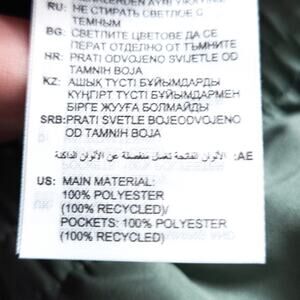 RU: НЕ СТИРАТЬ СВЕТЛОЕ С
ТЕМНЫМ
BG: СВЕТЛИТЕ ЦВЕТОВЕ ДА СЕ
ПЕРАТ ОТДЕЛНО ОТ ТЪМНИТЕ
HR: PRATI ODVOJENO SVIJETLE OD
TAMNIH BOJA
KZ: АШЫҚ ТҮСТІ БҰЙЫМДАРДЫ
КҮҢГІРТ ТҮСТІ БҰЙЫМДАРМЕН
БІРГЕ ЖУУҒА БОЛМАЙДЫ
SRB: PRATI SVETLE BOJEODVOJENO
OD TAMNIH BOJA
AE: الألوان الفاتحة تغسل منفصلة عن الألوان الداكنة
US: MAIN MATERIAL:
100% POLYESTER
(100% RECYCLED)/
POCKETS: 100% POLYESTER
(100% RECYCLED)